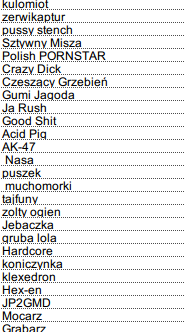 kulomiot
zerwikaptur
pussy stench
Sztywny Misza
Polish PORNSTAR
Crazy Dick
Czeszący Grzebień
Gumi Jagoda
Ja Rush
Good Shit
Acid Pig
AK-47
Nasa
puszek
muchomorki
tajfuny
zolty ogien
Jebaczka
gruba lola
Hardcore
koniczynka
klexedron
Hex-en
JP2GMD
Mocarz
Grabarz